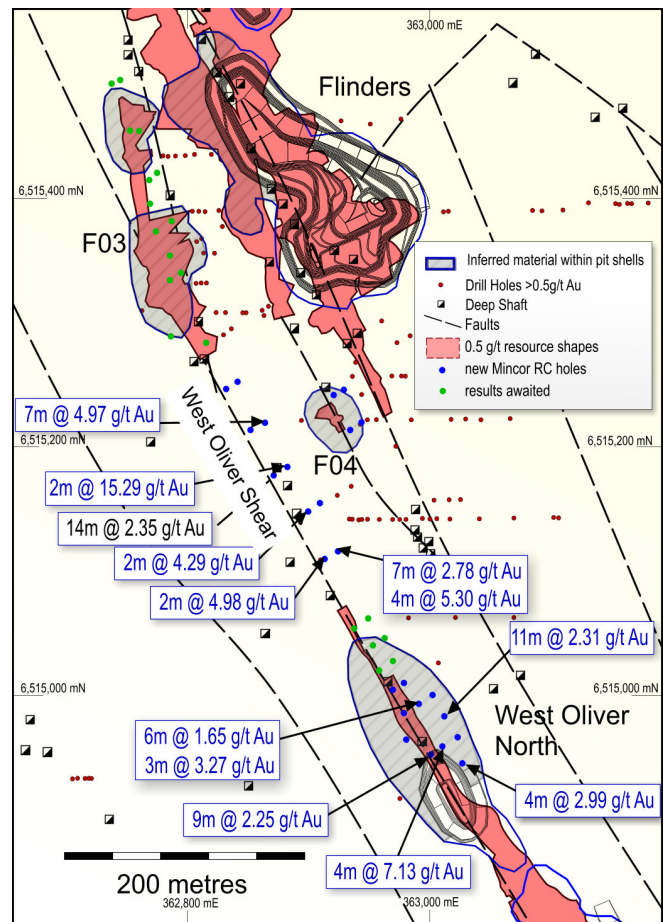 363,000 mE
Flinders
6,515,400 mN
6,515,400 mN
F03
Inferred material within pit shells
Drill Holes >0.5g/t Au
Deep Shaft
Faults
0.5 g/t resource shapes
new Mincor RC holes
results awaited
West Oliver Shear
7m @ 4.97 g/t Au
6,515,200 mN
6,515,200 mN
F04
2m @ 15.29 g/t Au
14m @ 2.35 g/t Au
2m @ 4.29 g/t Au
7m @ 2.78 g/t Au
4m @ 5.30 g/t Au
2m @ 4.98 g/t Au
11m @ 2.31 g/t Au
6,515,000 mN
6,515,000 mN
West Oliver
North
6m @ 1.65 g/t Au
3m @ 3.27 g/t Au
4m @ 2.99 g/t Au
9m @ 2.25 g/t Au
4m @ 7.13 g/t Au
200 metres
362,800 mE
363,000 mE